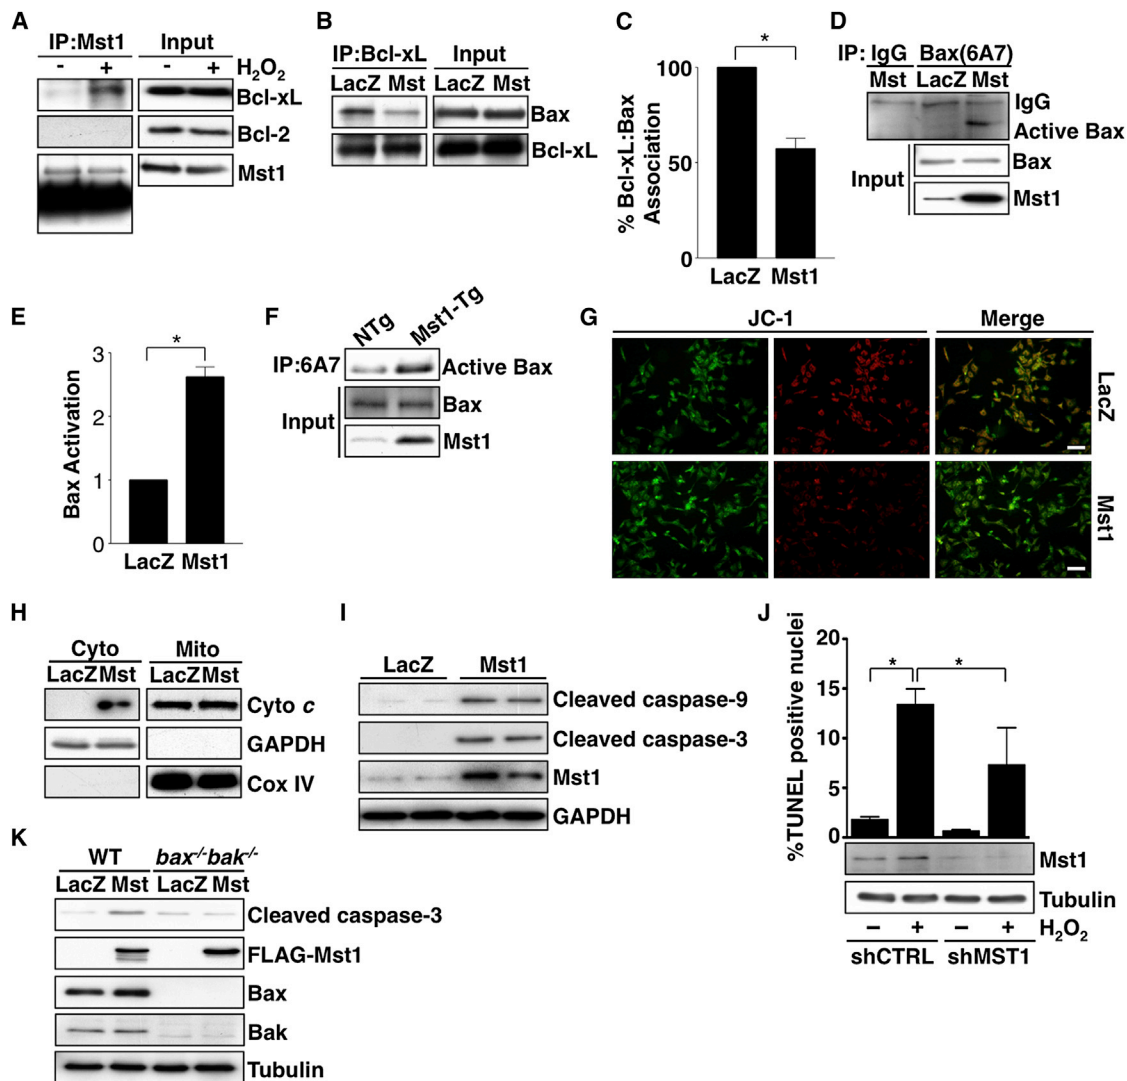 A
IP:Mst1 Input
- + - + H2O2
Bcl-xL
Bcl-2
Mst1
B
IP:Bcl-xL Input
LacZ Mst LacZ Mst
Bax
Bcl-xL
C
% Bcl-xL:Bax
Association
100
50
0
*
LacZ Mst1
D
IP: IgG Bax(6A7)
Mst LacZ Mst
IgG
Active Bax
Input
Bax
Mst1
E
Bax Activation
3
2
1
0
*
LacZ Mst1
F
NTg Mst1-Tg
IP:6A7 Active Bax
Input
Bax
Mst1
G
JC-1 Merge
LacZ
Mst1
H
Cyto Mito
LacZ Mst LacZ Mst
Cyto c
GAPDH
Cox IV
I
LacZ Mst1
Cleaved caspase-9
Cleaved caspase-3
Mst1
GAPDH
J
%TUNEL positive nuclei
20
15
10
5
0
* *
Mst1
Tubulin
− + − + H2O2
shCTRL shMST1
K
WT bax-/-bak-/-
LacZ Mst LacZ Mst
Cleaved caspase-3
FLAG-Mst1
Bax
Bak
Tubulin